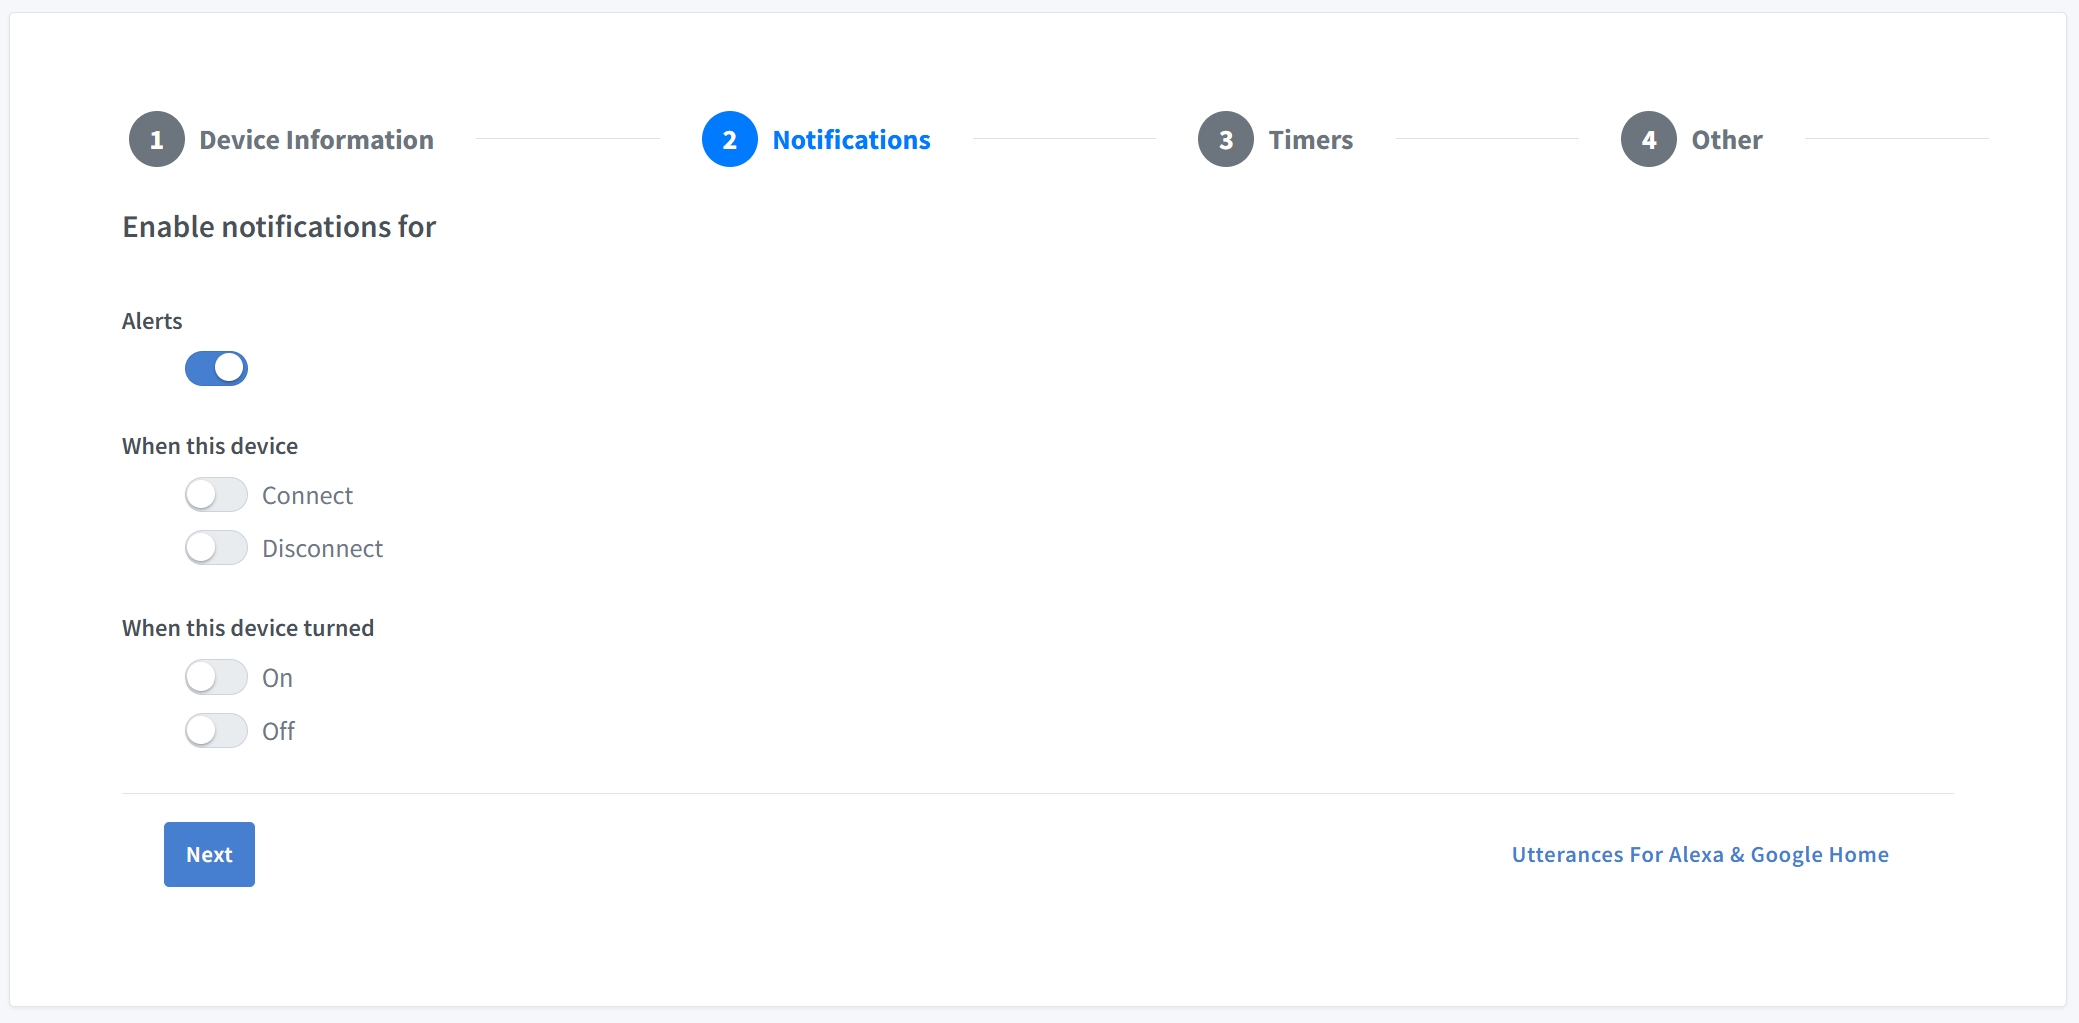 1 Device Information 2 Notifications 3 Timers 4 Other
Enable notifications for
Alerts
When this device
Connect
Disconnect
When this device turned
On
Off
Next Utterances For Alexa & Google Home